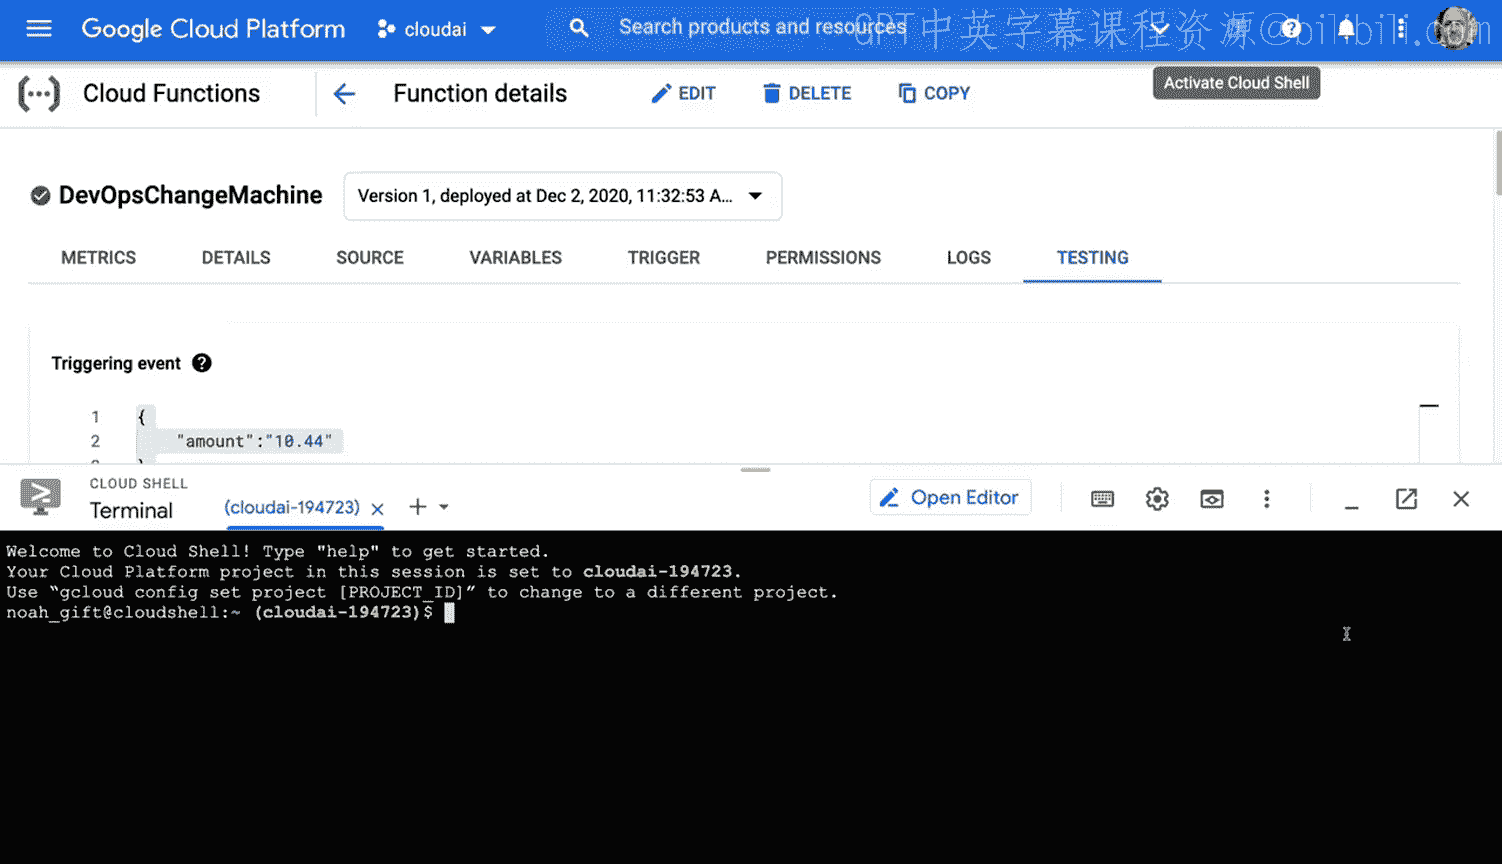 Google Cloud Platform cloudai Search products and resources
GPT中英字幕课程资源@bilibili.com
Cloud Functions Function details EDIT DELETE COPY Activate Cloud Shell
DevOpsChangeMachine Version 1, deployed at Dec 2, 2020, 11:32:53 A...
METRICS DETAILS SOURCE VARIABLES TRIGGER PERMISSIONS LOGS TESTING
Triggering event ?
1 {
2 "amount":"10.44"
CLOUD SHELL
Terminal (cloudai-194723) Open Editor
Welcome to Cloud Shell! Type "help" to get started.
Your Cloud Platform project in this session is set to cloudai-194723.
Use “gcloud config set project [PROJECT_ID]” to change to a different project.
noah_gift@cloudshell:~ (cloudai-194723)$